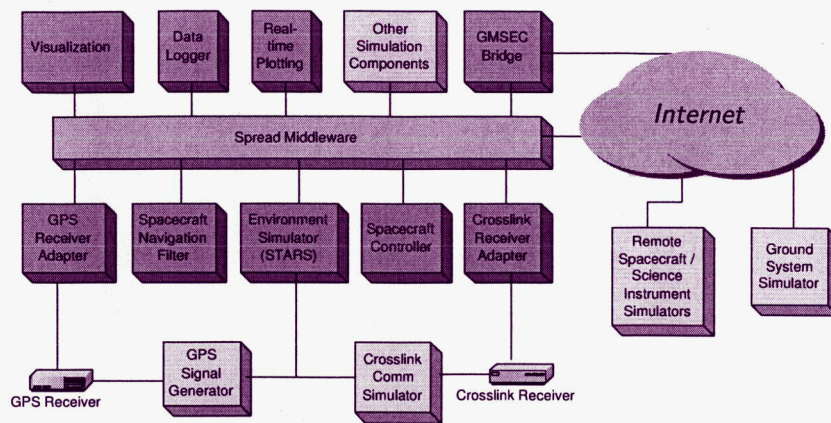 Visualization
Data
Logger
Real-
time
Plotting
Other
Simulation
Components
GMSEC
Bridge
Internet
Spread Middleware
GPS
Receiver
Adapter
Spacecraft
Navigation
Filter
Environment
Simulator
(STARS)
Spacecraft
Controller
Crosslink
Receiver
Adapter
Remote
Spacecraft /
Science
Instrument
Simulators
Ground
System
Simulator
GPS Receiver
GPS
Signal
Generator
Crosslink
Comm
Simulator
Crosslink Receiver